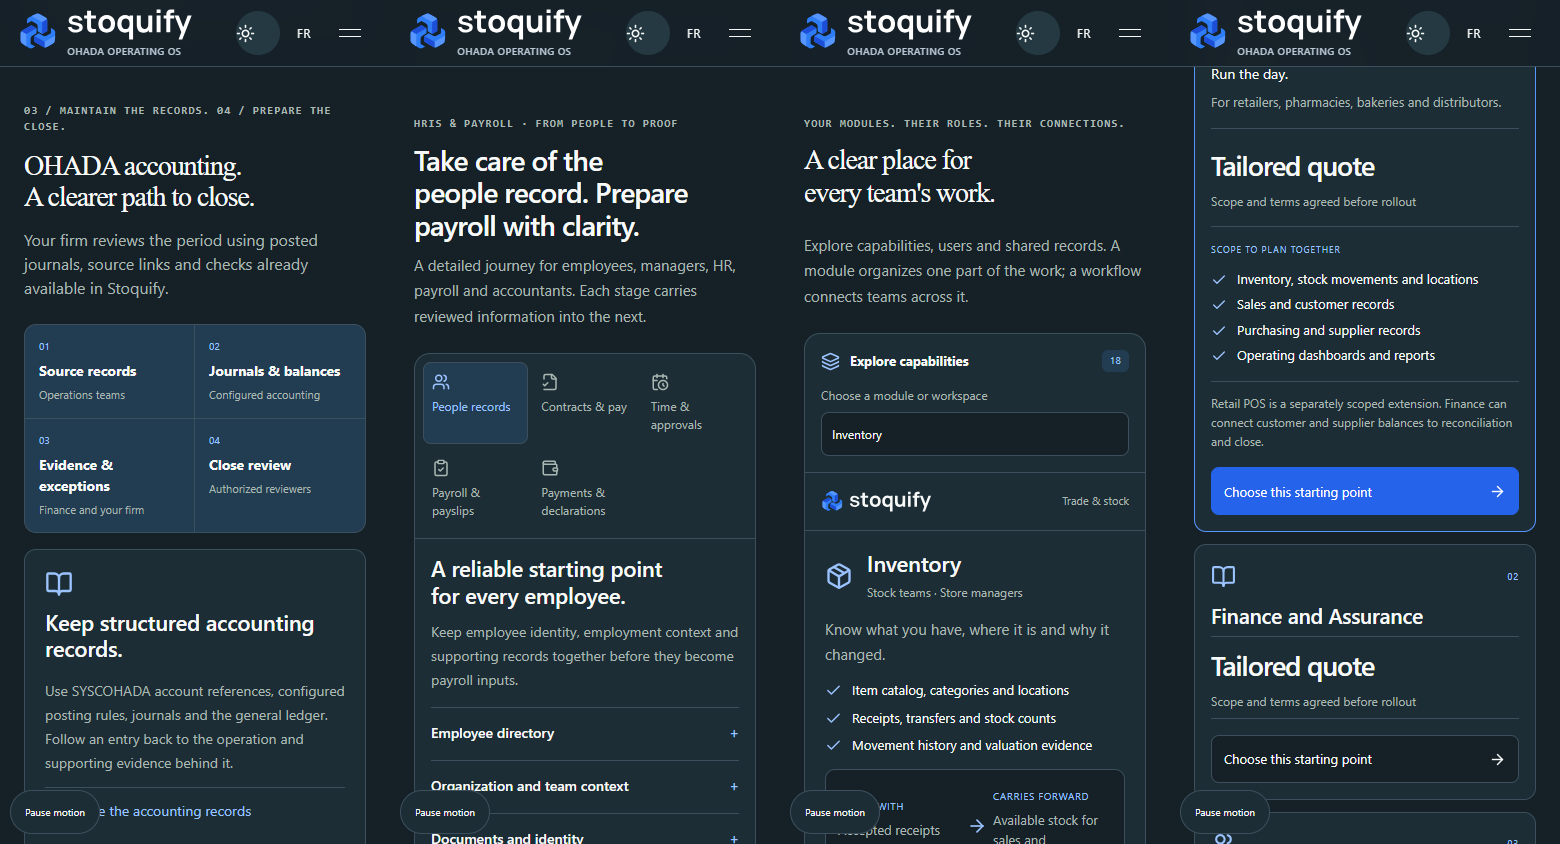 stoquify
OHADA OPERATING OS
FR
03 / MAINTAIN THE RECORDS. 04 / PREPARE THE
CLOSE.
OHADA accounting.
A clearer path to close.
Your firm reviews the period using posted
journals, source links and checks already
available in Stoquify.
01
Source records
Operations teams
02
Journals & balances
Configured accounting
03
Evidence &
exceptions
Finance and your firm
04
Close review
Authorized reviewers
Keep structured accounting
records.
Use SYSCOHADA account references, configured
posting rules, journals and the general ledger.
Follow an entry back to the operation and
supporting evidence behind it.
the accounting records
Pause motion
stoquify
OHADA OPERATING OS
FR
HRIS & PAYROLL · FROM PEOPLE TO PROOF
Take care of the
people record. Prepare
payroll with clarity.
A detailed journey for employees, managers, HR,
payroll and accountants. Each stage carries
reviewed information into the next.
People records
Contracts & pay
Time &
approvals
Payroll &
payslips
Payments &
declarations
A reliable starting point
for every employee.
Keep employee identity, employment context and
supporting records together before they become
payroll inputs.
Employee directory
+
Organization and team context
+
Documents and identity
+
Pause motion
stoquify
OHADA OPERATING OS
FR
YOUR MODULES. THEIR ROLES. THEIR CONNECTIONS.
A clear place for
every team's work.
Explore capabilities, users and shared records. A
module organizes one part of the work; a workflow
connects teams across it.
Explore capabilities
18
Choose a module or workspace
Inventory
stoquify
Trade & stock
Inventory
Stock teams · Store managers
Know what you have, where it is and why it
changed.
Item catalog, categories and locations
Receipts, transfers and stock counts
Movement history and valuation evidence
WITH
receipts
CARRIES FORWARD
Available stock for
sales and
Pause motion
stoquify
OHADA OPERATING OS
FR
Run the day.
For retailers, pharmacies, bakeries and distributors.
Tailored quote
Scope and terms agreed before rollout
SCOPE TO PLAN TOGETHER
Inventory, stock movements and locations
Sales and customer records
Purchasing and supplier records
Operating dashboards and reports
Retail POS is a separately scoped extension. Finance can
connect customer and supplier balances to reconciliation
and close.
Choose this starting point
02
Finance and Assurance
Tailored quote
Scope and terms agreed before rollout
Choose this starting point
03
Pause motion